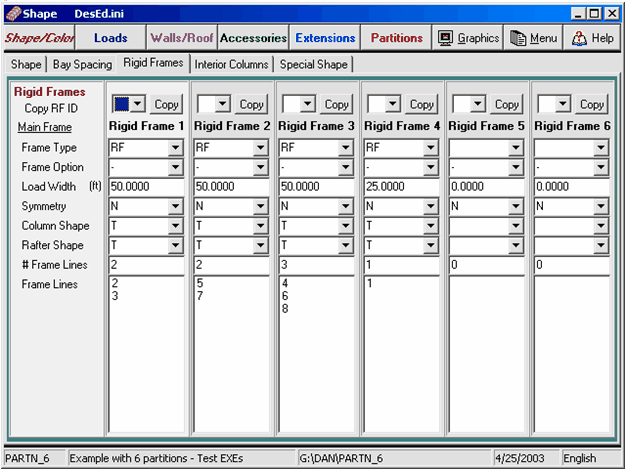 Shape DesEd.ini
Shape/Color Loads Walls/Roof Accessories Extensions Partitions Graphics Menu Help
Shape Bay Spacing Rigid Frames Interior Columns Special Shape
Rigid Frames
Copy RF ID Copy Copy Copy Copy Copy Copy
Main Frame Rigid Frame 1 Rigid Frame 2 Rigid Frame 3 Rigid Frame 4 Rigid Frame 5 Rigid Frame 6
Frame Type RF RF RF RF
Frame Option - - - - - -
Load Width (ft) 50.0000 50.0000 50.0000 25.0000 0.0000 0.0000
Symmetry N N N N N N
Column Shape T T T T
Rafter Shape T T T T
# Frame Lines 2 2 3 1 0 0
Frame Lines 2 5 4 1
3 7 6
8
PARTN_6 Example with 6 partitions - Test EXEs G:\DAN\PARTN_6 4/25/2003 English